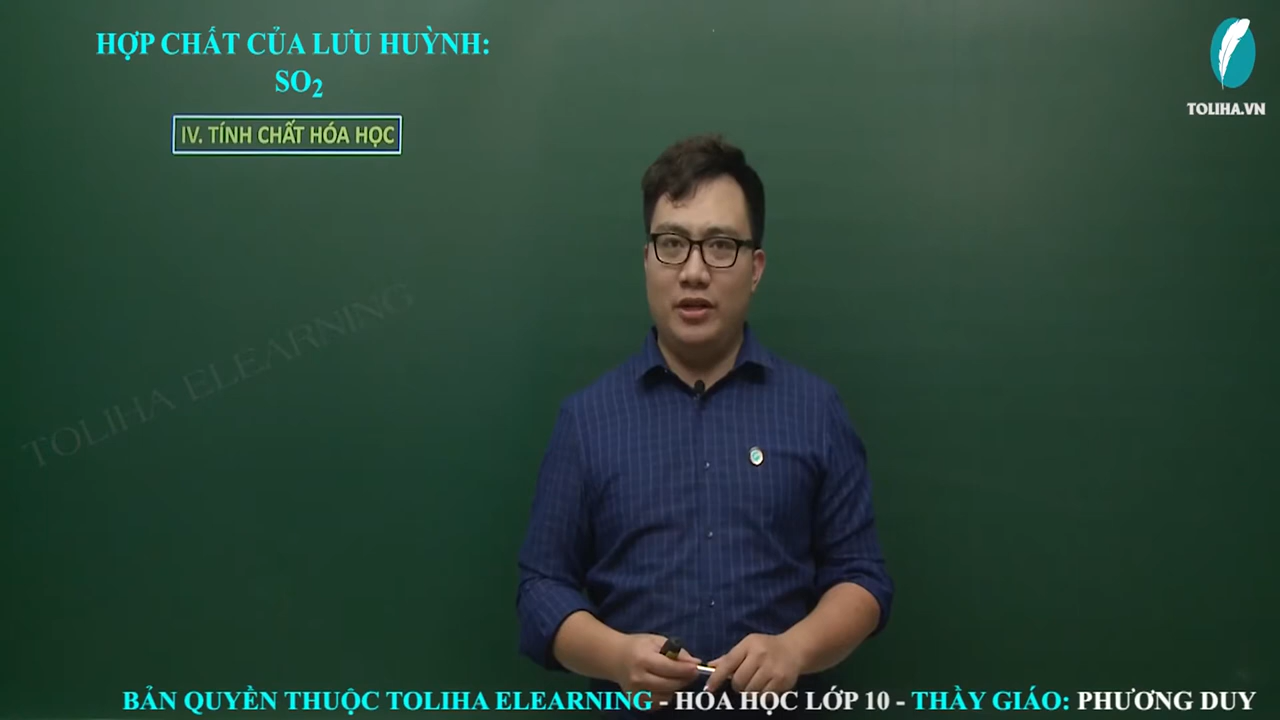 HỢP CHẤT CỦA LƯU HUỲNH:
SO2
IV. TÍNH CHẤT HÓA HỌC
TOLIHA.VN
TOLIHA ELEARNING
BẢN QUYỀN THUỘC TOLIHA ELEARNING - HÓA HỌC LỚP 10 - THẦY GIÁO: PHƯƠNG DUY